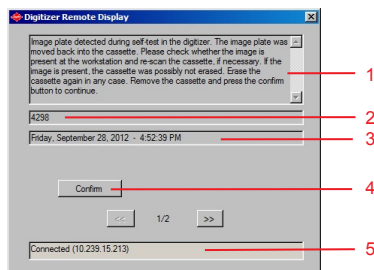 Digitizer Remote Display
Image plate detected during self-test in the digitizer. The image plate was
moved back into the cassette. Please check whether the image is
present at the workstation and re-scan the cassette, if necessary. If the
image is present, the cassette was possibly not erased. Erase the
cassette again in any case. Remove the cassette and press the confirm
button to continue.
1
4298
2
Friday, September 28, 2012 - 4:52:39 PM
3
Confirm
4
<< 1/2 >>
Connected (10.239.15.213)
5